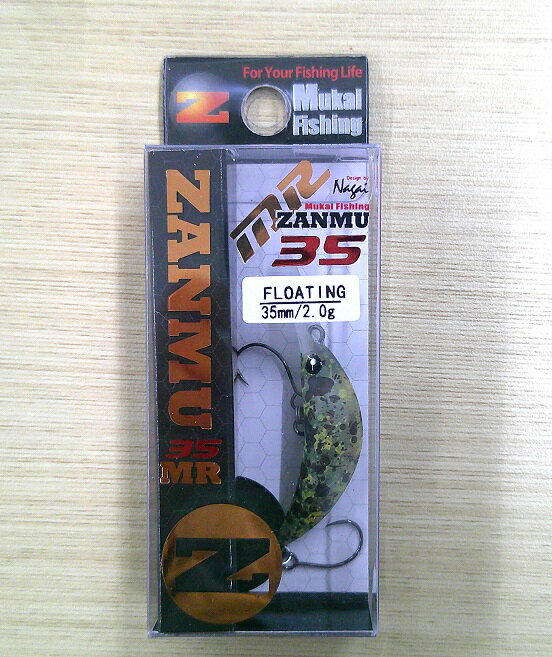 For Your Fishing Life
Z
Mukai
Fishing
MR
Design by
Nagai
Mukai Fishing
ZANMU
35
FLOATING
35mm/2.0g
ZANMU
35
MR
Z